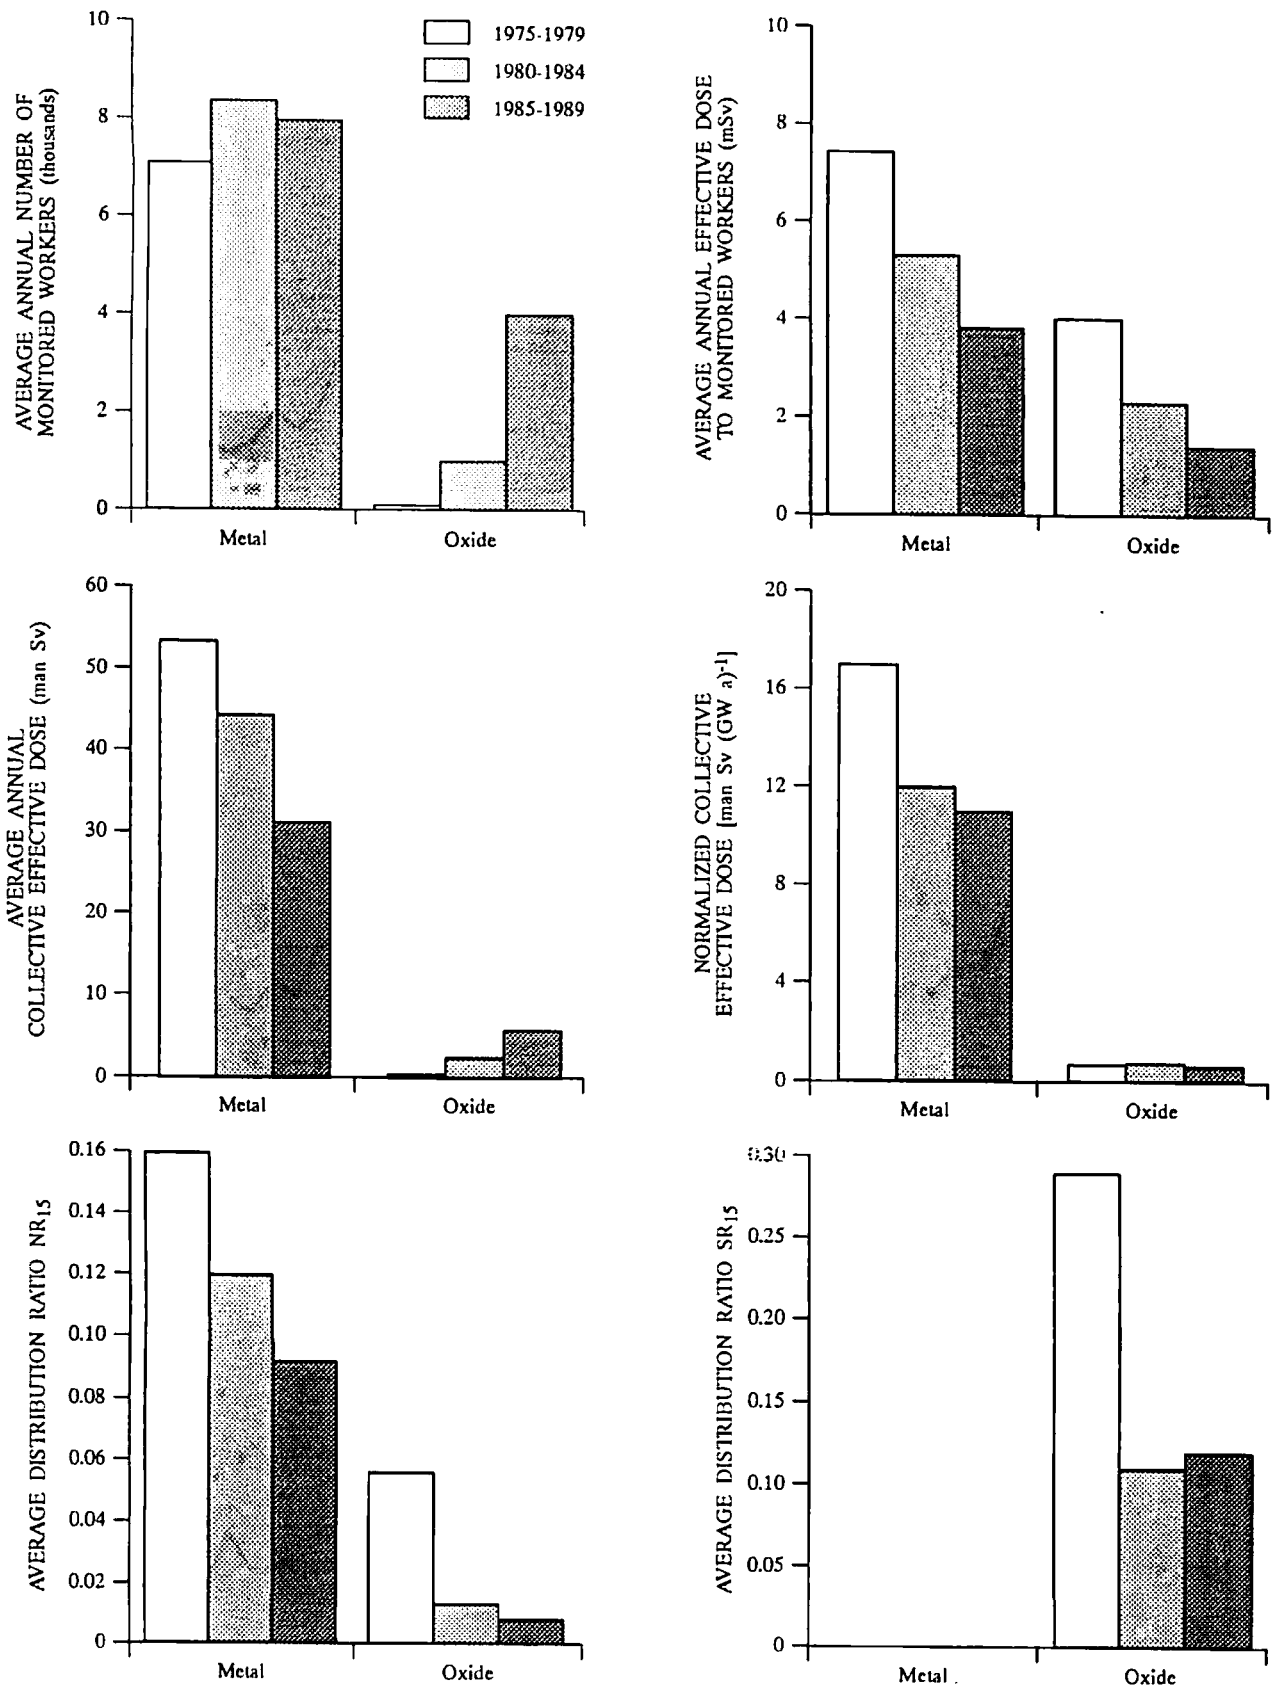 AVERAGE ANNUAL NUMBER OF
MONITORED WORKERS (thousands)
10
8
6
4
2
0
1975-1979
1980-1984
1985-1989
Metal
Oxide
AVERAGE ANNUAL EFFECTIVE DOSE
TO MONITORED WORKERS (mSv)
10
8
6
4
2
0
Metal
Oxide
AVERAGE ANNUAL
COLLECTIVE EFFECTIVE DOSE (man Sv)
60
50
40
30
20
10
0
Metal
Oxide
NORMALIZED COLLECTIVE
EFFECTIVE DOSE [man Sv (GW a)-1]
20
16
12
8
4
0
Metal
Oxide
AVERAGE DISTRIBUTION RATIO NR15
0.16
0.14
0.12
0.10
0.08
0.06
0.04
0.02
0
Metal
Oxide
AVERAGE DISTRIBUTION RATIO SR15
0.30
0.25
0.20
0.15
0.10
0.05
0
Metal
Oxide